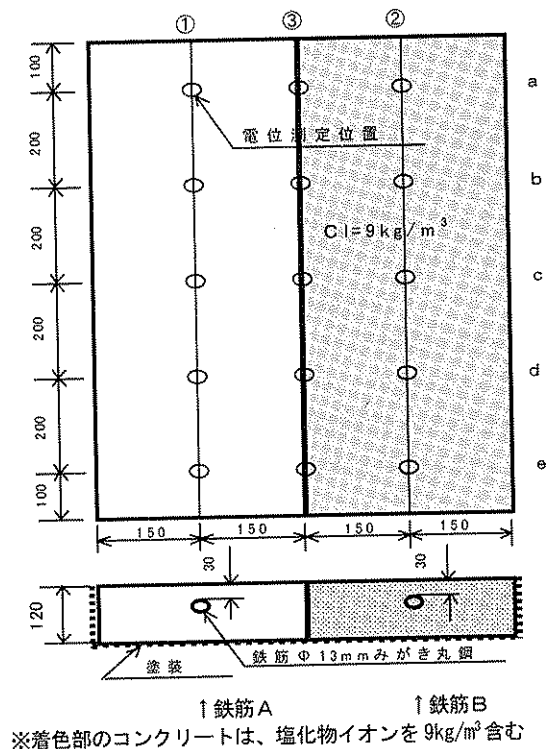 ① ③ ②
100
a
電位測定位置
200
b
Cl=9kg/m³
200
c
200
d
200
e
100
150 150 150 150
30 30
120
塗装
鉄筋Φ13mmみがき丸鋼
↑鉄筋A ↑鉄筋B
※着色部のコンクリートは、塩化物イオンを9kg/m³含む